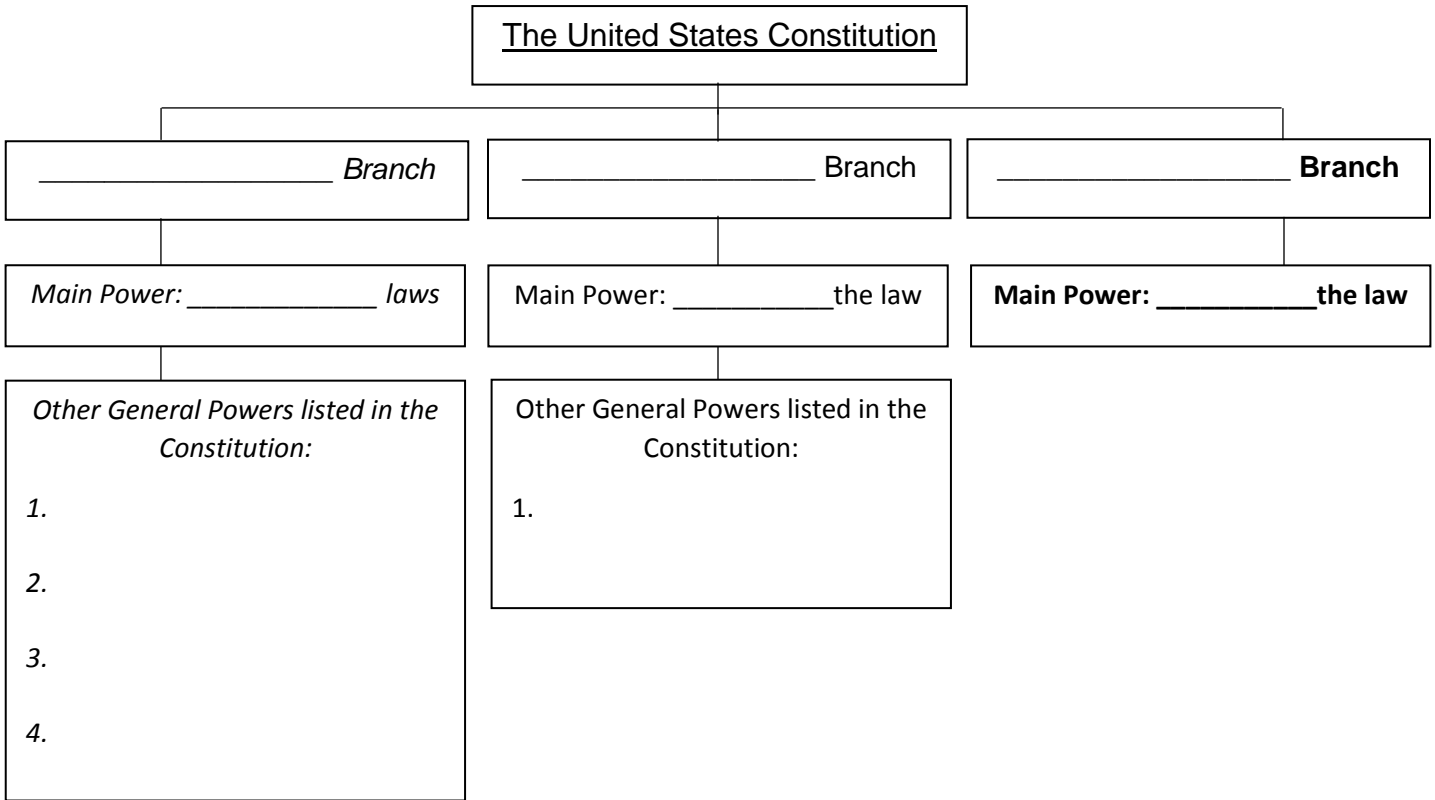 The United States Constitution
__________________ Branch
__________________ Branch
__________________ Branch
Main Power: _____________ laws
Main Power: ___________the law
Main Power: ___________the law
Other General Powers listed in the
Constitution:
1.
2.
3.
4.
Other General Powers listed in the
Constitution:
1.